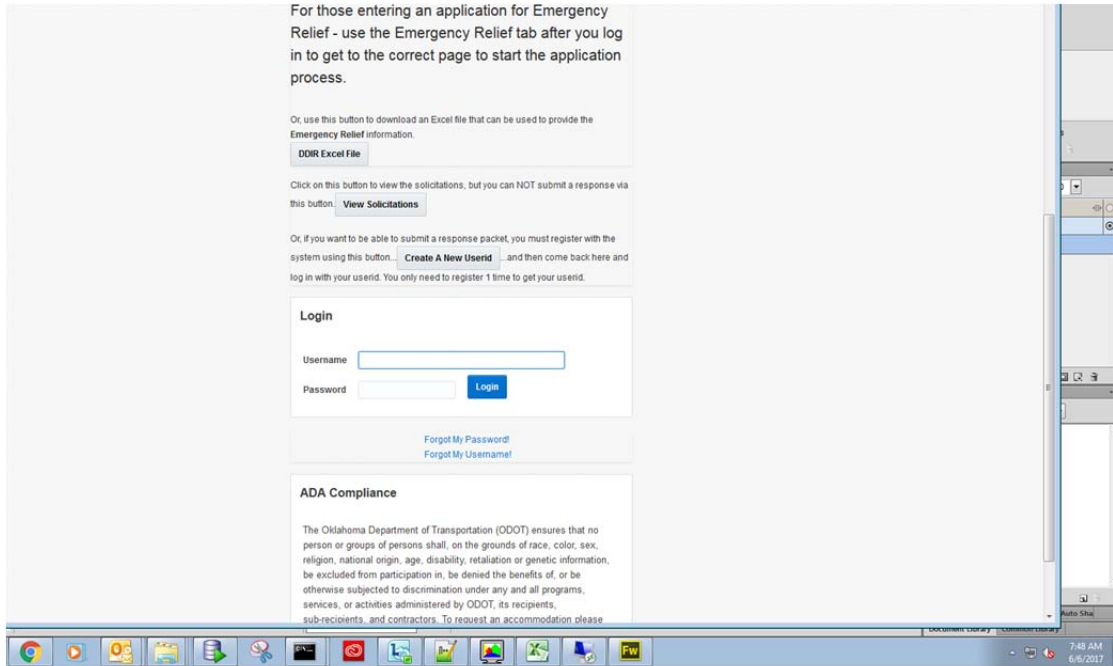 For those entering an application for Emergency
Relief - use the Emergency Relief tab after you log
in to get to the correct page to start the application
process.
Or, use this button to download an Excel file that can be used to provide the
Emergency Relief information.
DDIR Excel File
Click on this button to view the solicitations, but you can NOT submit a response via
this button. View Solicitations
Or, if you want to be able to submit a response packet, you must register with the
system using this button... Create A New Userid ...and then come back here and
log in with your userid. You only need to register 1 time to get your userid.
Login
Username
Password Login
Forgot My Password!
Forgot My Username!
ADA Compliance
The Oklahoma Department of Transportation (ODOT) ensures that no
person or groups of persons shall, on the grounds of race, color, sex,
religion, national origin, age, disability, retaliation or genetic information,
be excluded from participation in, be denied the benefits of, or be
otherwise subjected to discrimination under any and all programs,
services, or activities administered by ODOT, its recipients,
sub-recipients, and contractors. To request an accommodation please
Auto Sha
Document Library Common Library
Fw
7:48 AM
6/6/2017